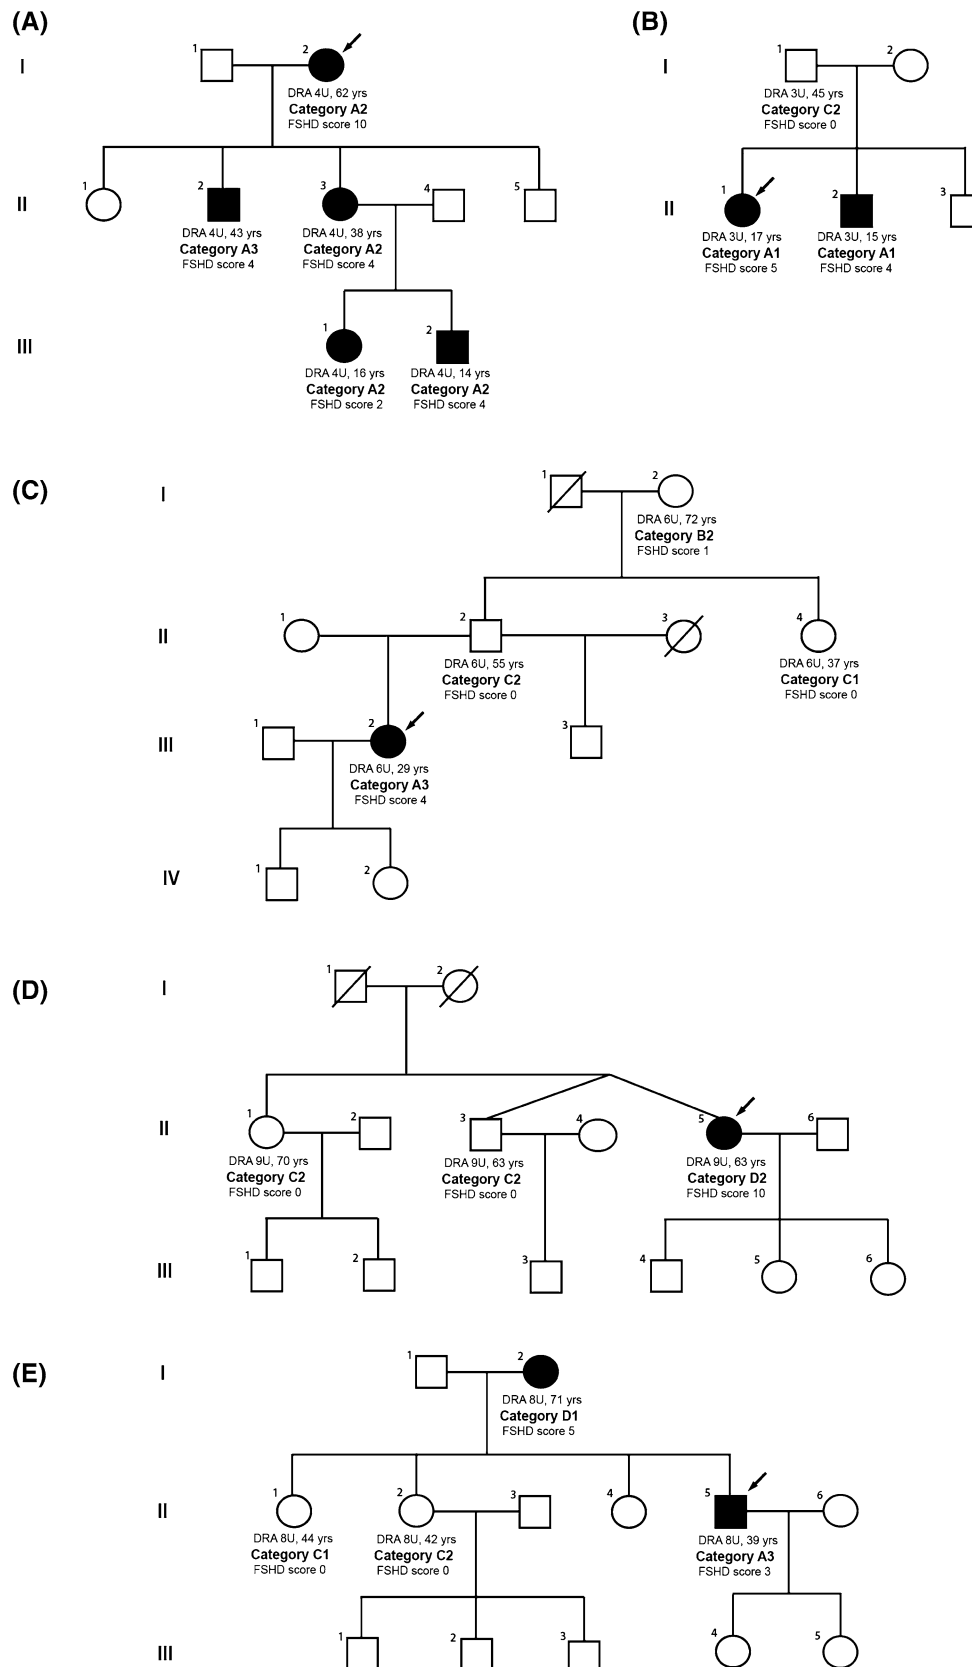 (A)
(B)
I
1
2
I
1
2
DRA 4U, 62 yrs
Category A2
FSHD score 10
DRA 3U, 45 yrs
Category C2
FSHD score 0
II
1
2
3
4
5
II
1
2
3
DRA 4U, 43 yrs
Category A3
FSHD score 4
DRA 4U, 38 yrs
Category A2
FSHD score 4
DRA 3U, 17 yrs
Category A1
FSHD score 5
DRA 3U, 15 yrs
Category A1
FSHD score 4
III
1
2
DRA 4U, 16 yrs
Category A2
FSHD score 2
DRA 4U, 14 yrs
Category A2
FSHD score 4
(C)
I
1
2
DRA 6U, 72 yrs
Category B2
FSHD score 1
II
1
2
3
4
DRA 6U, 55 yrs
Category C2
FSHD score 0
DRA 6U, 37 yrs
Category C1
FSHD score 0
III
1
2
3
DRA 6U, 29 yrs
Category A3
FSHD score 4
IV
1
2
(D)
I
1
2
II
1
2
3
4
5
6
DRA 9U, 70 yrs
Category C2
FSHD score 0
DRA 9U, 63 yrs
Category C2
FSHD score 0
DRA 9U, 63 yrs
Category D2
FSHD score 10
III
1
2
3
4
5
6
(E)
I
1
2
DRA 8U, 71 yrs
Category D1
FSHD score 5
II
1
2
3
4
5
6
DRA 8U, 44 yrs
Category C1
FSHD score 0
DRA 8U, 42 yrs
Category C2
FSHD score 0
DRA 8U, 39 yrs
Category A3
FSHD score 3
III
1
2
3
4
5